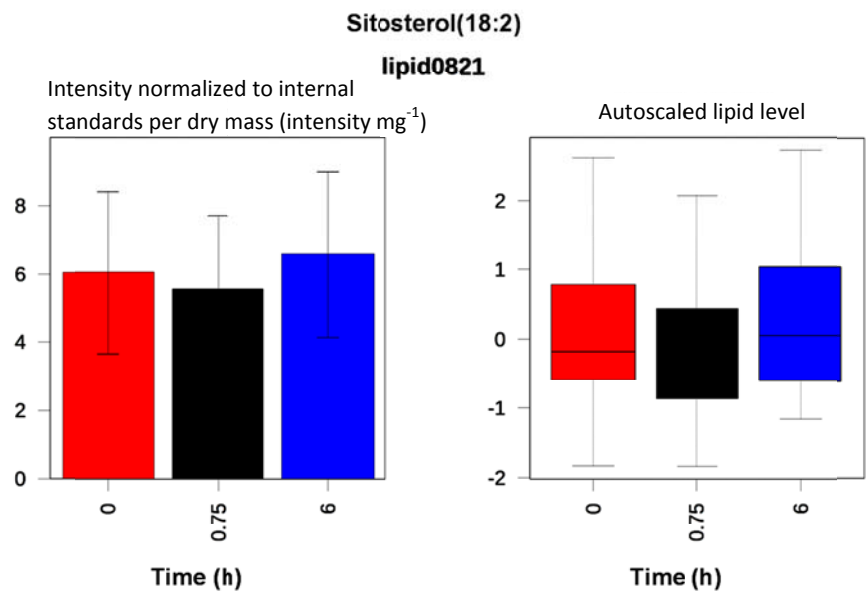 Sitosterol(18:2)
lipid0821
Intensity normalized to internal
standards per dry mass (intensity mg⁻¹)
8
6
4
2
0
0
0.75
6
Time (h)
Autoscaled lipid level
2
1
0
-1
-2
0
0.75
6
Time (h)